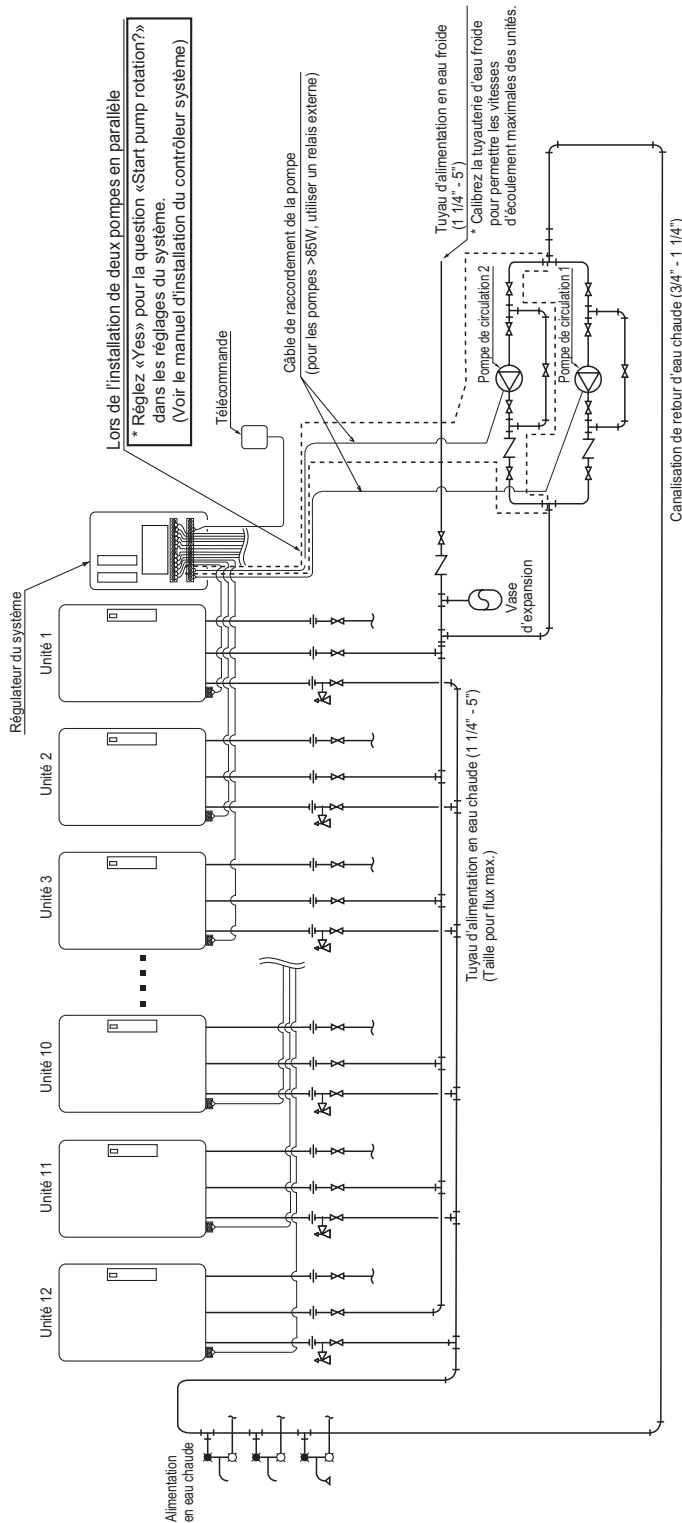 Lors de l'installation de deux pompes en parallèle
* Réglez «Yes» pour la question «Start pump rotation?»
dans les réglages du système.
(Voir le manuel d'installation du contrôleur système)
Régulateur du système
Télécommande
Câble de raccordement de la pompe
(pour les pompes >85W, utiliser un relais externe)
Tuyau d'alimentation en eau froide
(1 1/4" - 5")
* Calibrez la tuyauterie d'eau froide
pour permettre les vitesses
d'écoulement maximales des unités.
Unité 12
Unité 11
Unité 10
Unité 3
Unité 2
Unité 1
Pompe de circulation 2
Pompe de circulation 1
Vase
d'expansion
Tuyau d'alimentation en eau chaude (1 1/4" - 5")
(Taille pour flux max.)
Alimentation
en eau chaude
Canalisation de retour d'eau chaude (3/4" - 1 1/4")